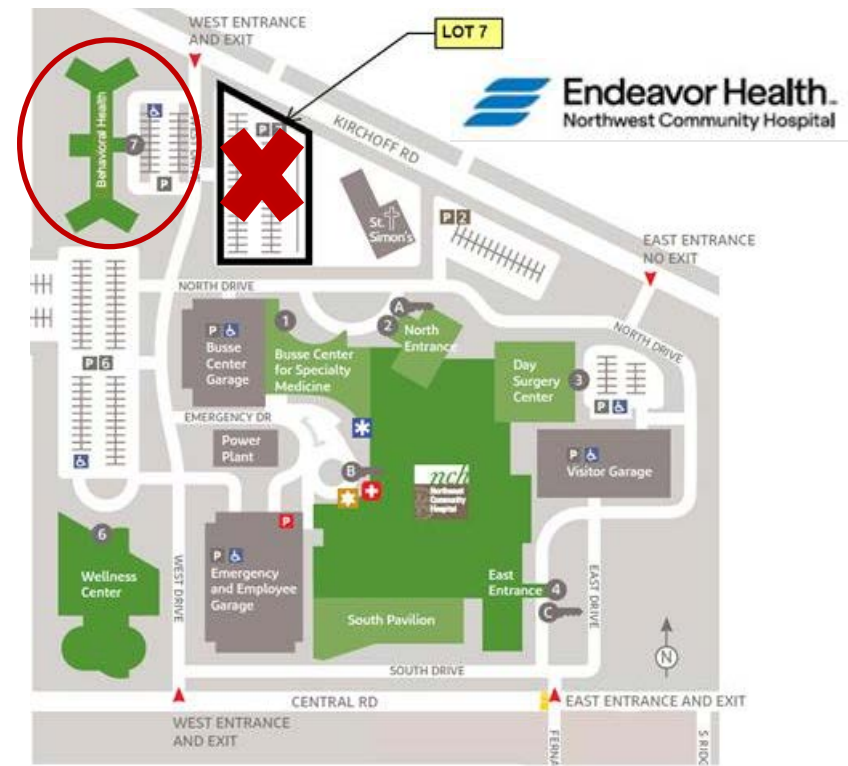 WEST ENTRANCE
AND EXIT
LOT 7
Endeavor Health
Northwest Community Hospital
KIRCHOFF RD
Behavioral Health
7
P
P
St.
Simon's
P 2
EAST ENTRANCE
NO EXIT
NORTH DRIVE
NORTH DRIVE
A
1
2
North
Entrance
P
Busse
Center
Garage
Busse Center
for Specialty
Medicine
P 6
Day
Surgery
Center
3
P
EMERGENCY DR
Power
Plant
B
nch
Northwest
Community
Hospital
P
Visitor Garage
P
6
Wellness
Center
WEST DRIVE
P
Emergency
and Employee
Garage
East
Entrance
4
C
EAST DRIVE
South Pavilion
N
SOUTH DRIVE
CENTRAL RD
EAST ENTRANCE AND EXIT
WEST ENTRANCE
AND EXIT
FERNA
S RIDG